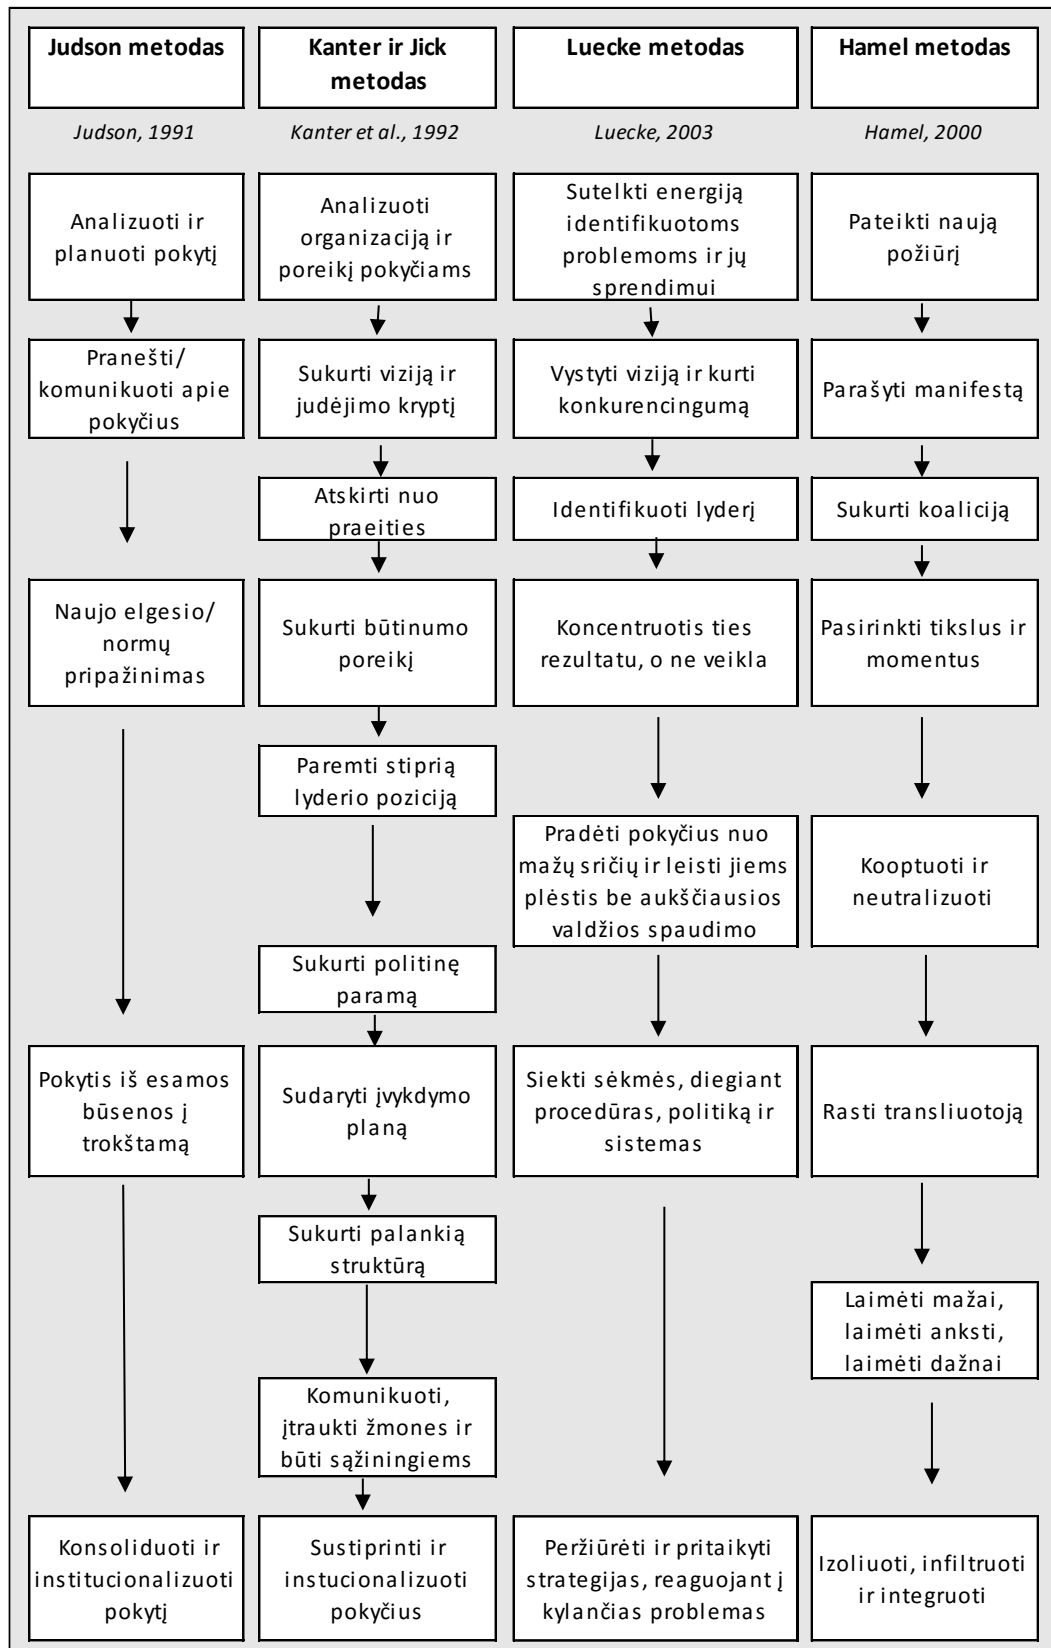 Judson metodas
Kanter ir Jick
metodas
Luecke metodas
Hamel metodas
Judson, 1991
Kanter et al., 1992
Luecke, 2003
Hamel, 2000
Analizuoti ir
planuoti pokytį
Pranešti/
komunikuoti apie
pokyčius
Naujo elgesio/
normų
pripažinimas
Pokytis iš esamos
būsenos į
trokštamą
Konsoliduoti ir
institucionalizuoti
pokytį
Analizuoti
organizaciją ir
poreikį pokyčiams
Sukurti viziją ir
judėjimo kryptį
Atskirti nuo
praeities
Sukurti būtinumo
poreikį
Paremti stiprią
lyderio poziciją
Sukurti politinę
paramą
Sudaryti įvykdymo
planą
Sukurti palankią
struktūrą
Komunikuoti,
įtraukti žmones ir
būti sąžiningiems
Sustiprinti ir
instucionalizuoti
pokyčius
Sutelkti energiją
identifikuotoms
problemoms ir jų
sprendimui
Vystyti viziją ir kurti
konkurencingumą
Identifikuoti lyderį
Koncentruotis ties
rezultatu, o ne veikla
Pradėti pokyčius nuo
mažų sričių ir leisti jiems
plėstis be aukščiausios
valdžios spaudimo
Siekti sėkmės, diegiant
procedūras, politiką ir
sistemas
Peržiūrėti ir pritaikyti
strategijas, reaguojant į
kylančias problemas
Pateikti naują
požiūrį
Parašyti manifestą
Sukurti koaliciją
Pasirinkti tikslus ir
momentus
Kooptuoti ir
neutralizuoti
Rasti transliuotoją
Laimėti mažai,
laimėti anksti,
laimėti dažnai
Izoliuoti, infiltruoti
ir integruoti